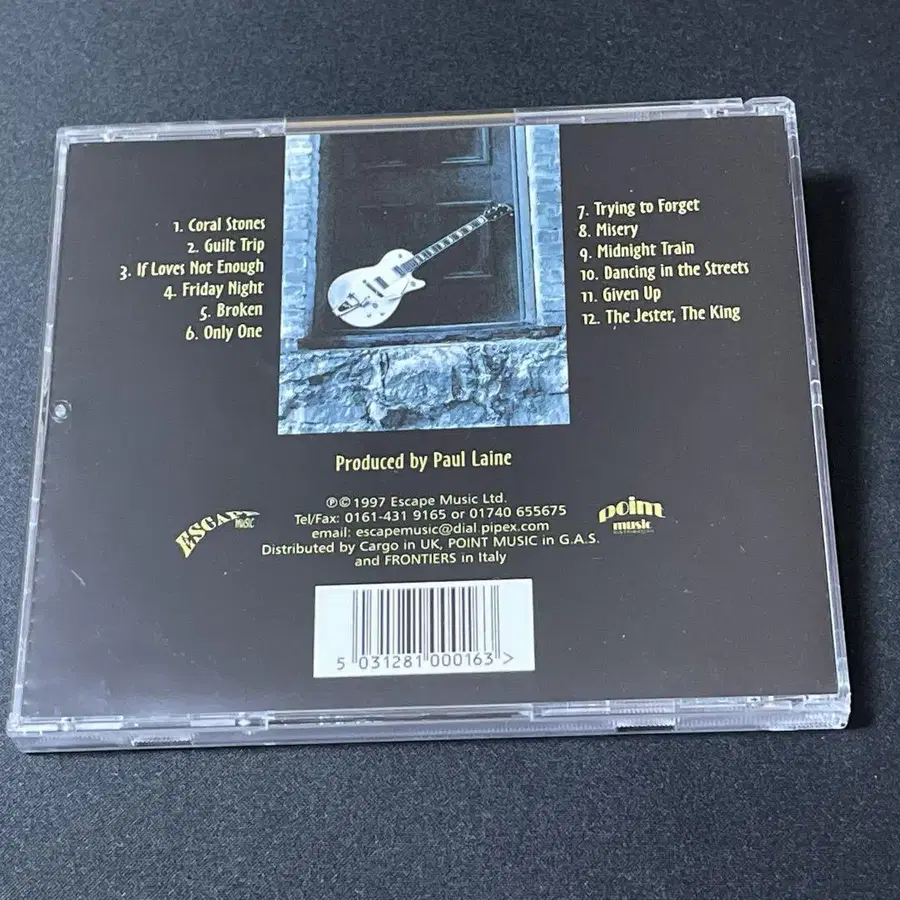 1. Coral Stones
2. Guilt Trip
3. If Loves Not Enough
4. Friday Night
5. Broken
6. Only One
7. Trying to Forget
8. Misery
9. Midnight Train
10. Dancing in the Streets
11. Given Up
12. The Jester, The King
Produced by Paul Laine
℗©1997 Escape Music Ltd.
Tel/Fax: 0161-431 9165 or 01740 655675
email: escapemusic@dial.pipex.com
Distributed by Cargo in UK, POINT MUSIC in G.A.S.
and FRONTIERS in Italy
ESCAPE
MUSIC
point
music
5 031281 000163 >